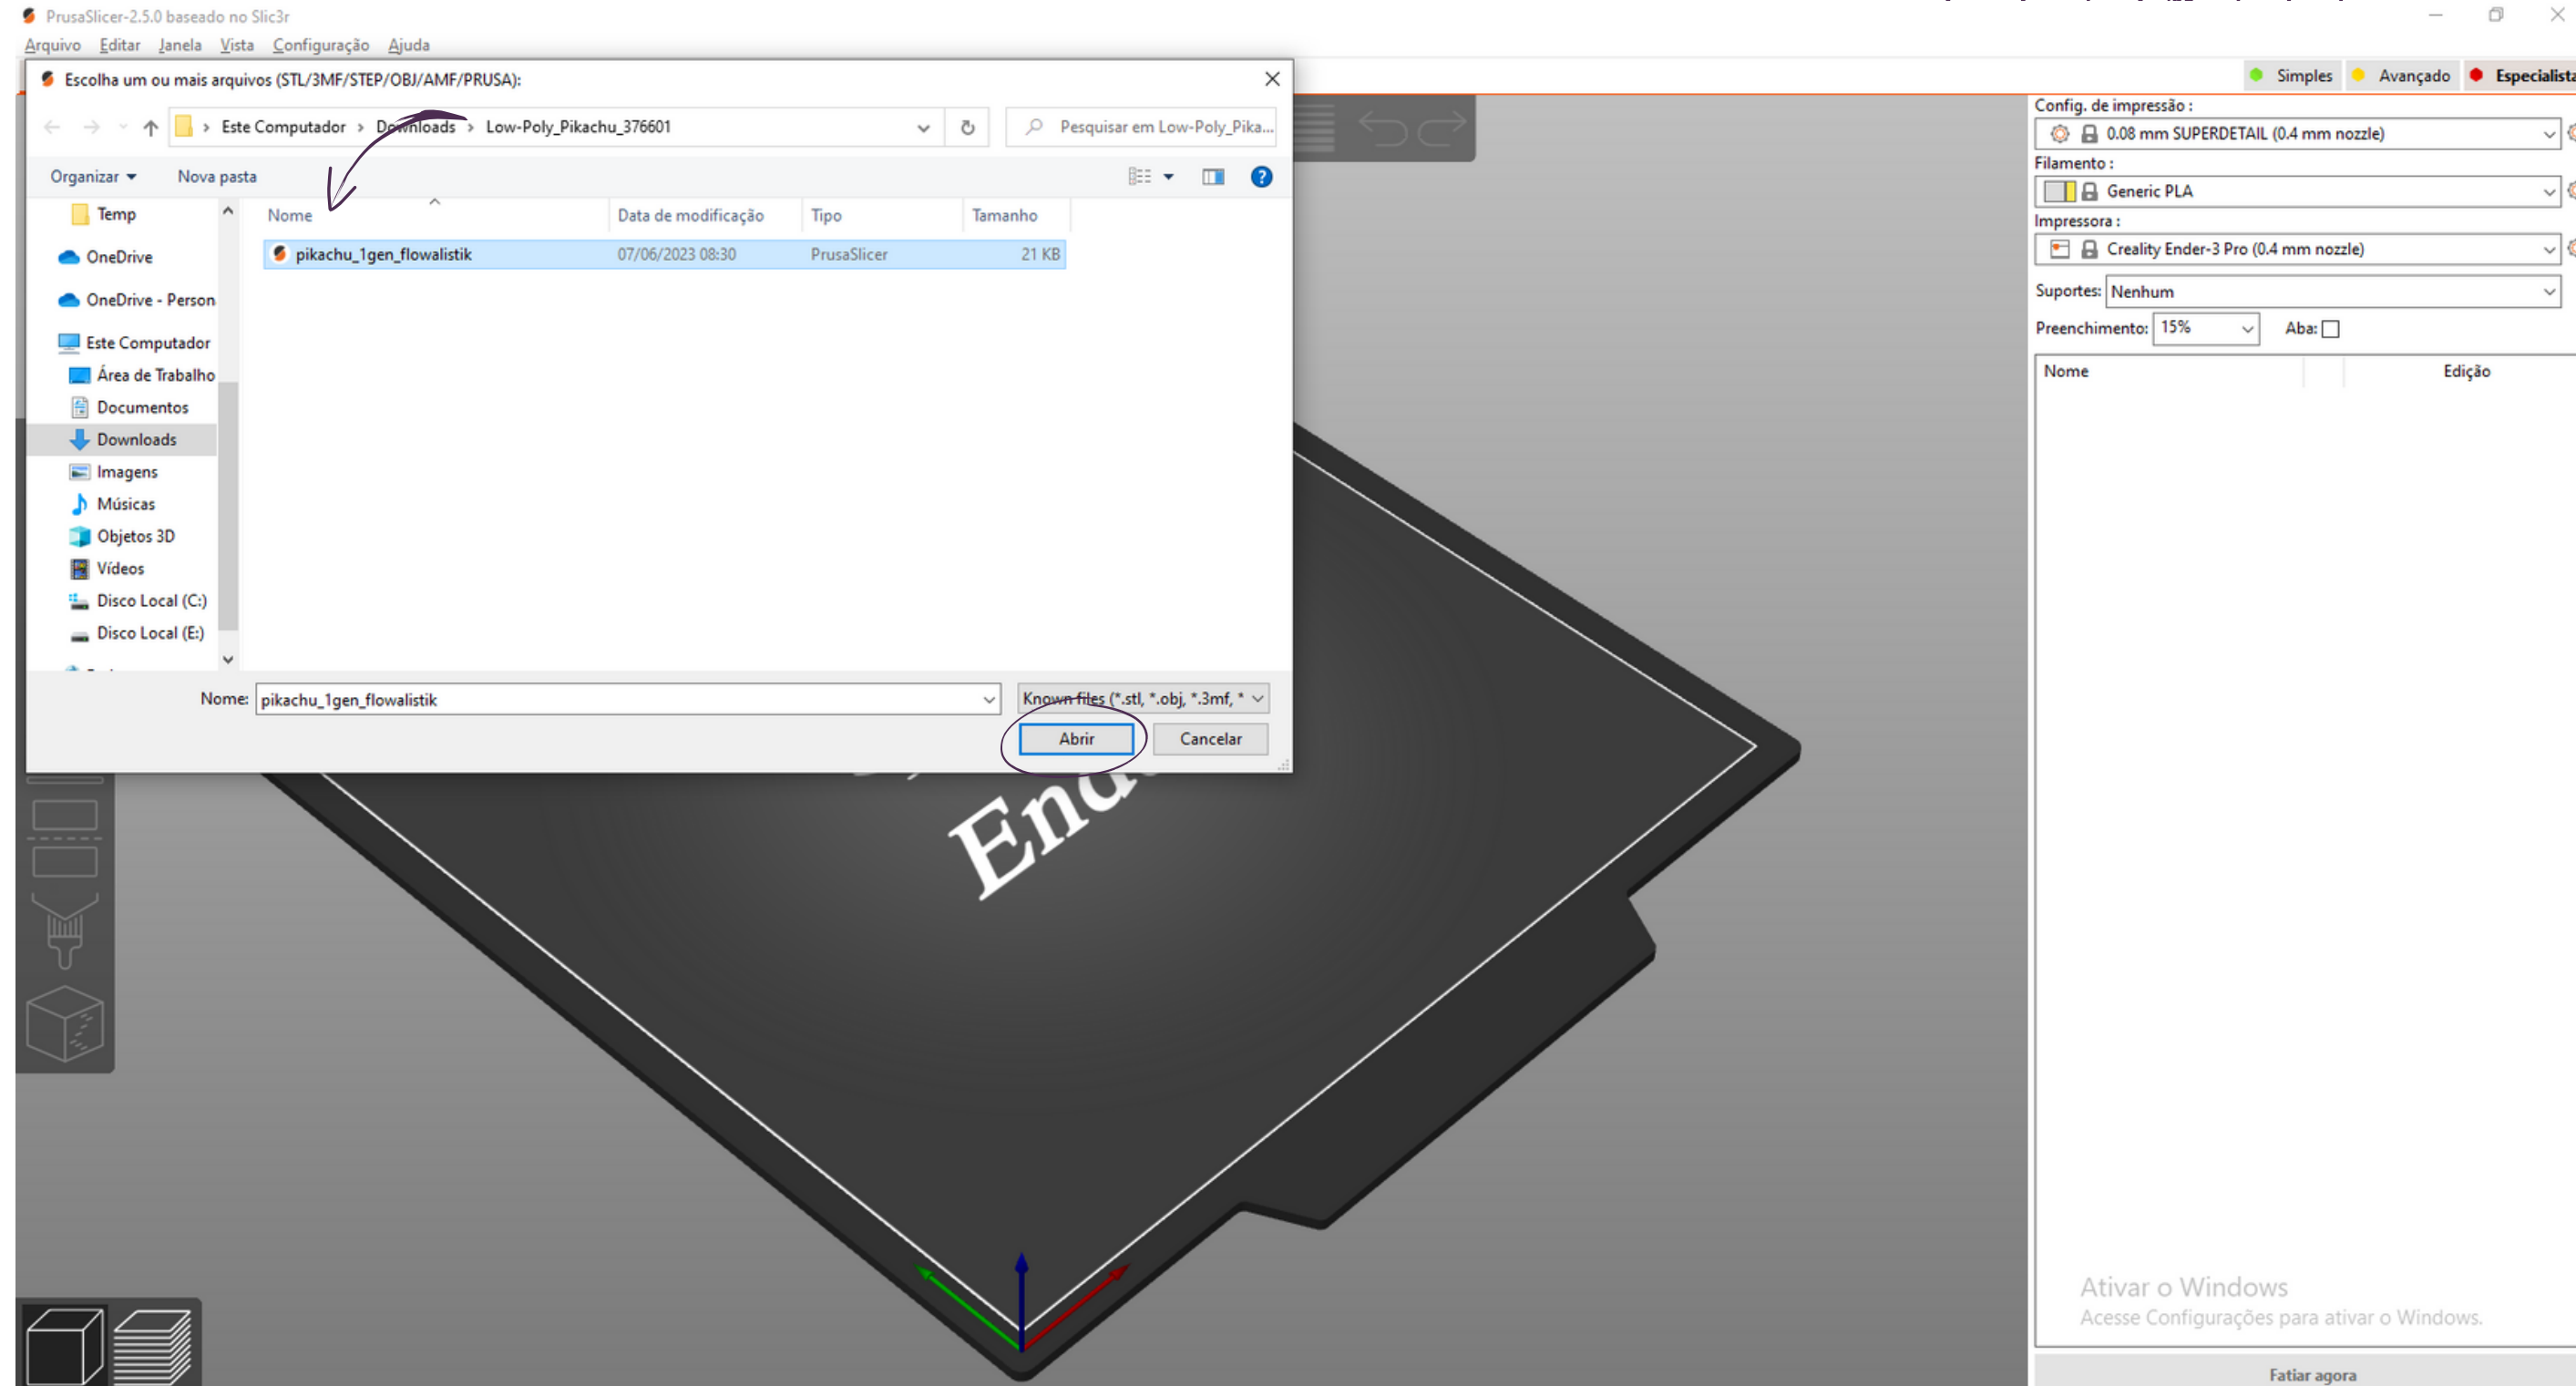 PrusaSlicer-2.5.0 baseado no Slic3r
Arquivo Editar Janela Vista Configuração Ajuda
Simples Avançado Especialista
Escolha um ou mais arquivos (STL/3MF/STEP/OBJ/AMF/PRUSA):
Este Computador > Downloads > Low-Poly_Pikachu_376601
Pesquisar em Low-Poly_Pika...
Organizar Nova pasta
Nome Data de modificação Tipo Tamanho
pikachu_1gen_flowalistik 07/06/2023 08:30 PrusaSlicer 21 KB
Temp
OneDrive
OneDrive - Person
Este Computador
Área de Trabalho
Documentos
Downloads
Imagens
Músicas
Objetos 3D
Vídeos
Disco Local (C:)
Disco Local (E:)
Nome: pikachu_1gen_flowalistik
Known files (*.stl, *.obj, *.3mf, *
Abrir Cancelar
Config. de impressão :
0.08 mm SUPERDETAIL (0.4 mm nozzle)
Filamento :
Generic PLA
Impressora :
Creality Ender-3 Pro (0.4 mm nozzle)
Suportes: Nenhum
Preenchimento: 15% Aba:
Nome Edição
Ativar o Windows
Acesse Configurações para ativar o Windows.
Fatiar agora